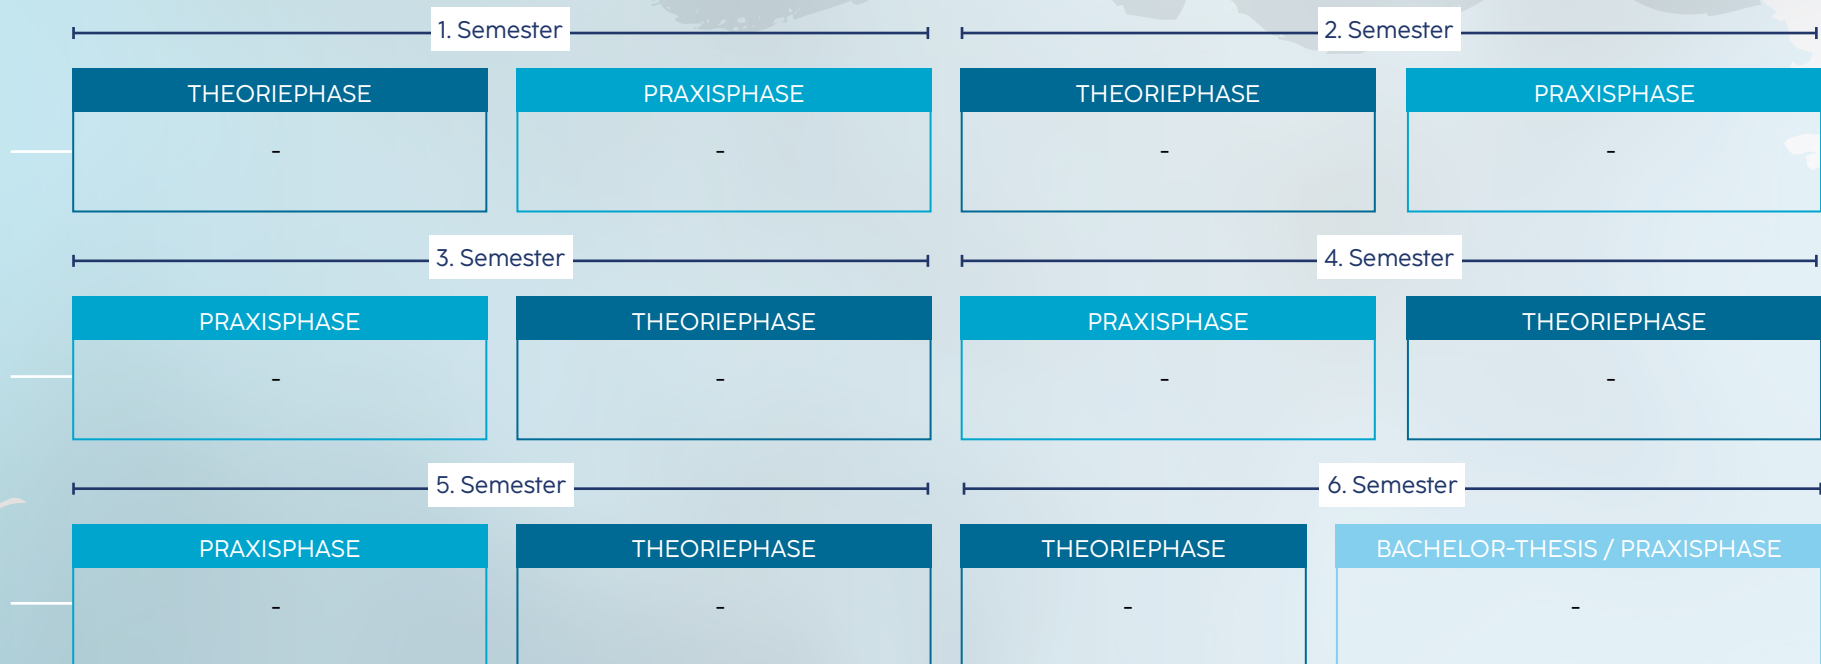 1. Semester 2. Semester
THEORIEPHASE PRAXISPHASE THEORIEPHASE PRAXISPHASE
- - - -
3. Semester 4. Semester
PRAXISPHASE THEORIEPHASE PRAXISPHASE THEORIEPHASE
- - - -
5. Semester 6. Semester
PRAXISPHASE THEORIEPHASE THEORIEPHASE BACHELOR-THESIS / PRAXISPHASE
- - - -